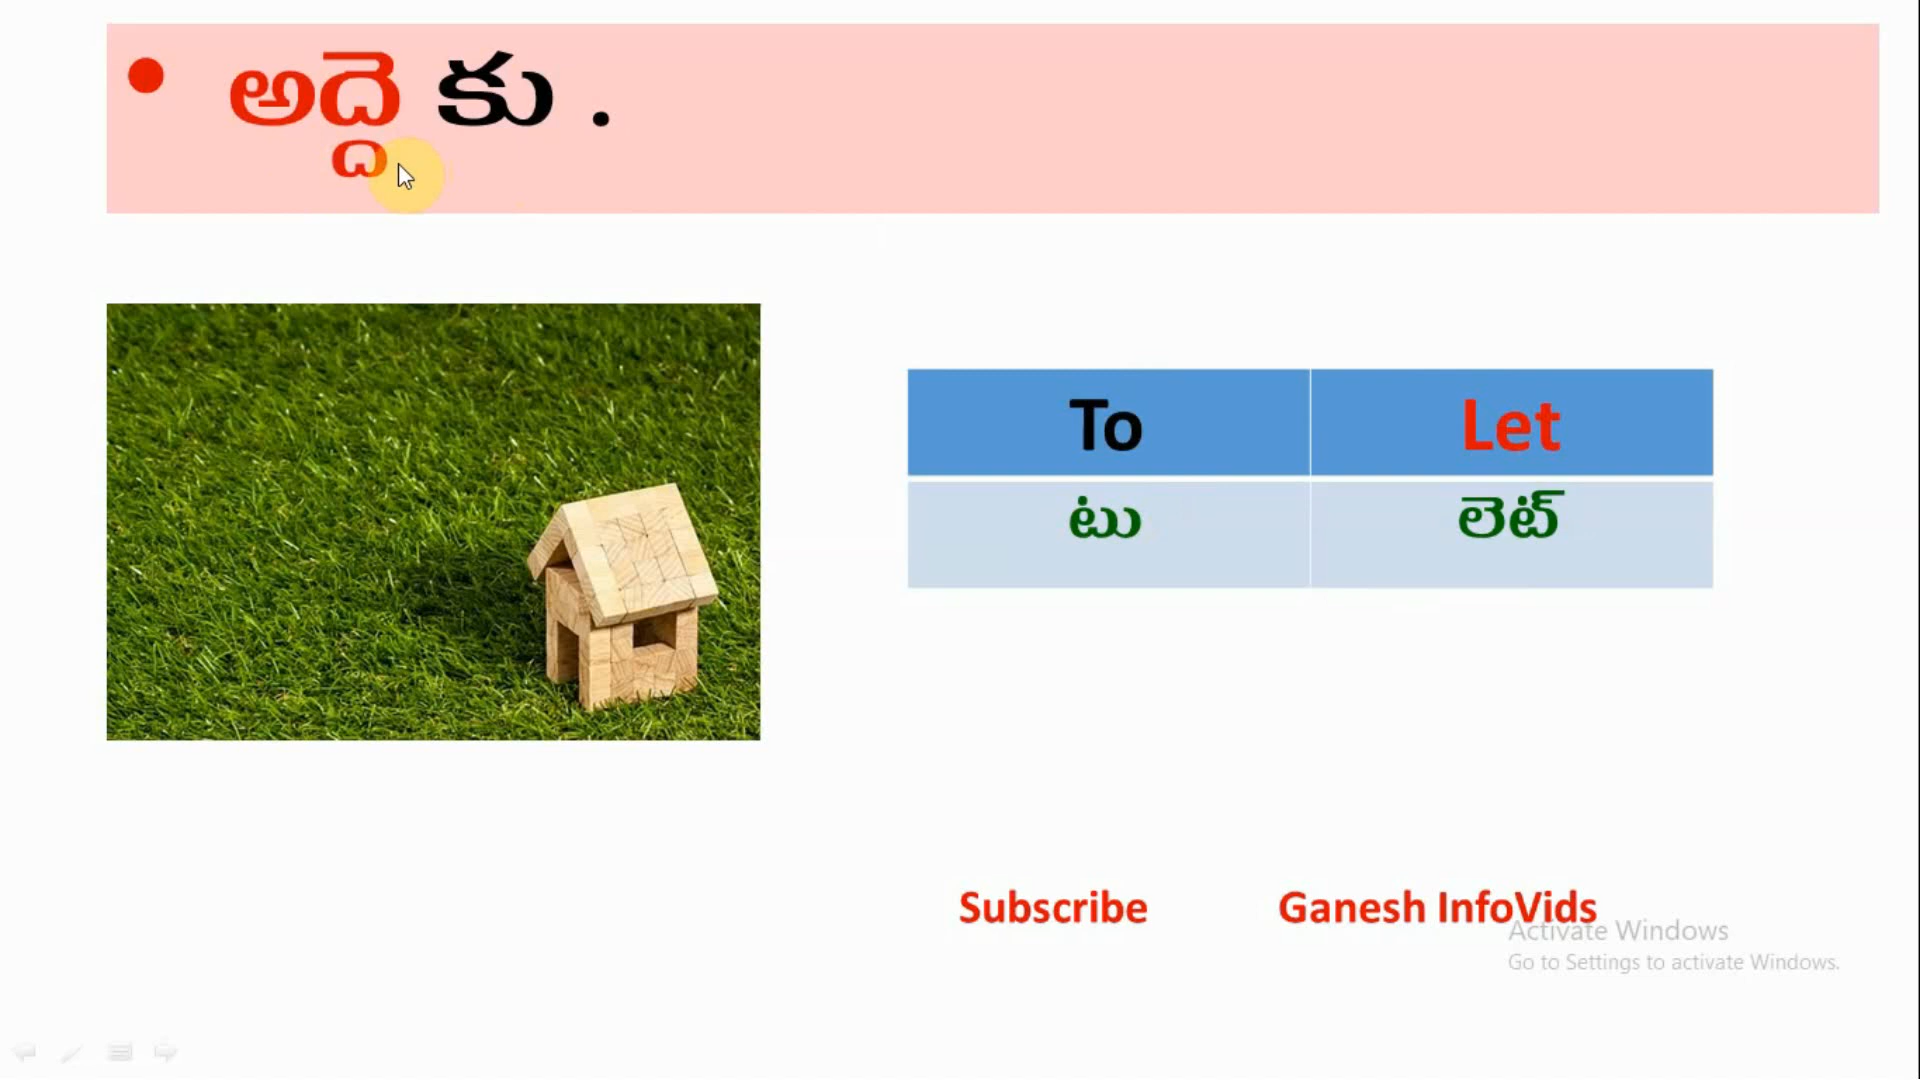 • అద్దె కు .
To Let
టు లెట్
Subscribe Ganesh InfoVids
Activate Windows
Go to Settings to activate Windows.